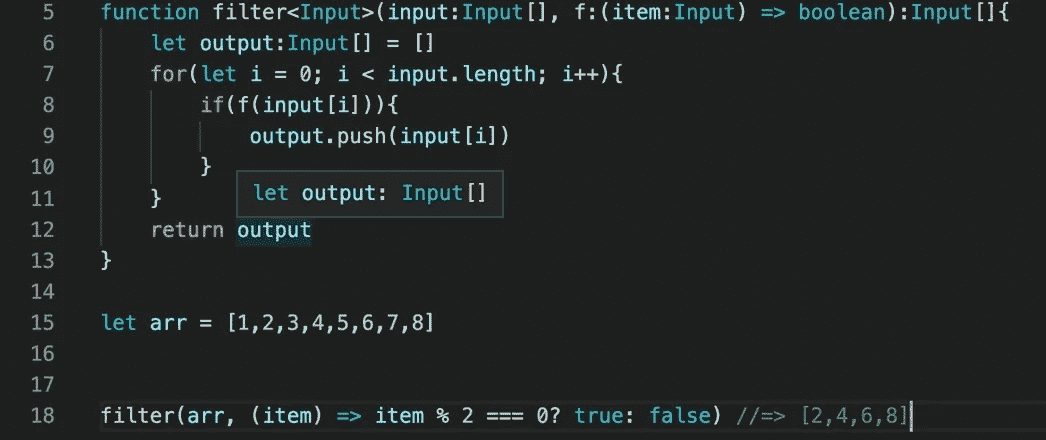 5 function filter<Input>(input:Input[], f:(item:Input) => boolean):Input[]{
6 let output:Input[] = []
7 for(let i = 0; i < input.length; i++){
8 if(f(input[i])){
9 output.push(input[i])
10 }
let output: Input[]
11 }
12 return output
13 }
14
15 let arr = [1,2,3,4,5,6,7,8]
16
17
18 filter(arr, (item) => item % 2 === 0? true: false) //=> [2,4,6,8]